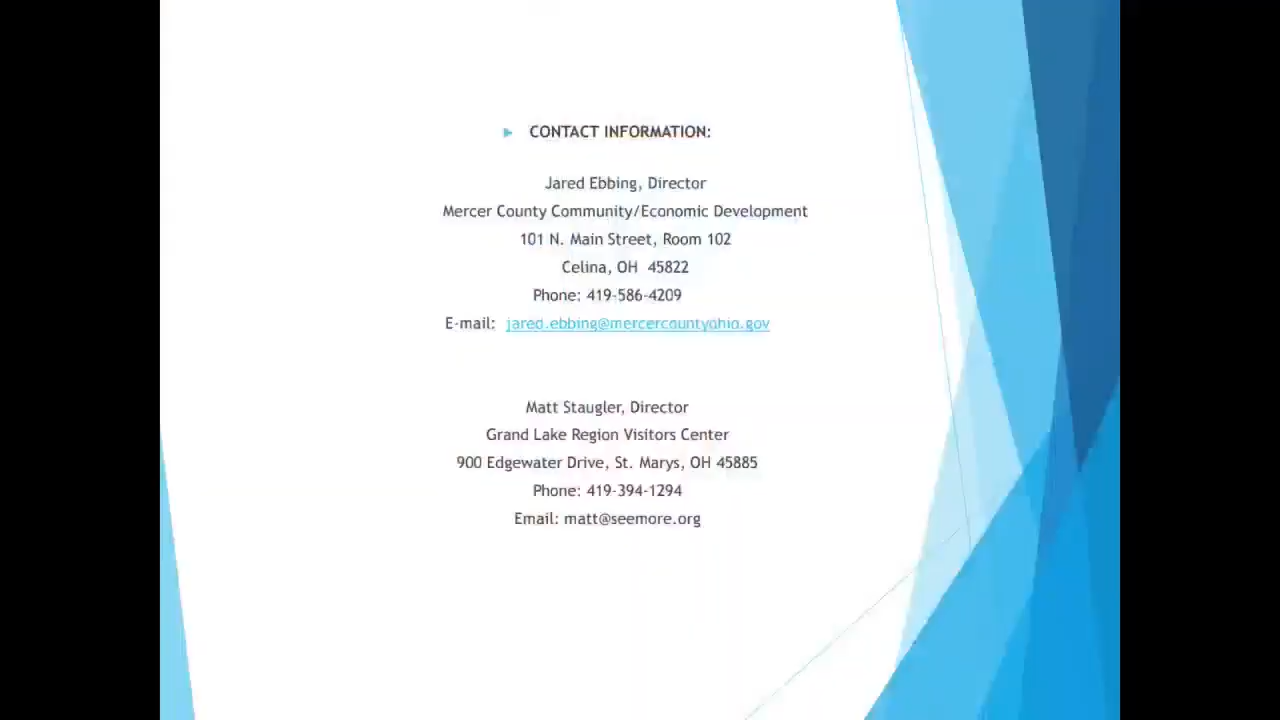 CONTACT INFORMATION:
Jared Ebbing, Director
Mercer County Community/Economic Development
101 N. Main Street, Room 102
Celina, OH  45822
Phone: 419-586-4209
E-mail:  jared.ebbing@mercercountyohio.gov
Matt Staugler, Director
Grand Lake Region Visitors Center
900 Edgewater Drive, St. Marys, OH 45885
Phone: 419-394-1294
Email: matt@seemore.org